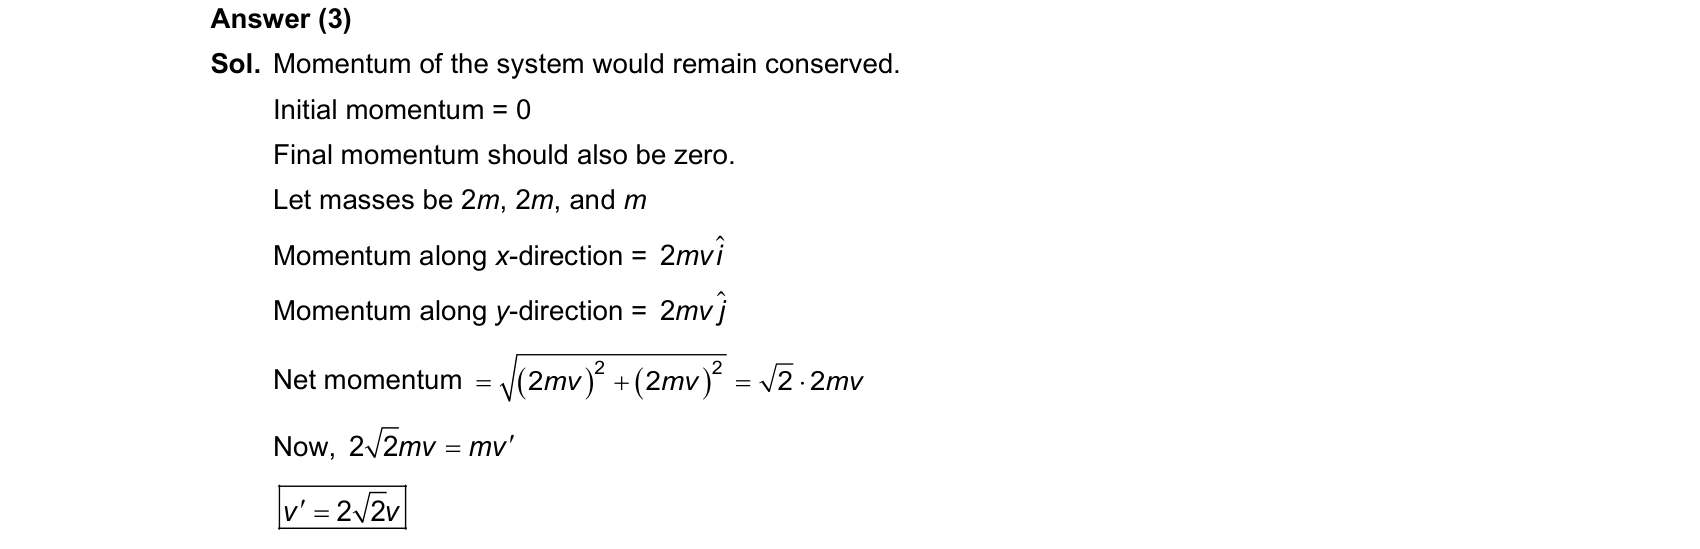 Answer (3)
Sol. Momentum of the system would remain conserved.
Initial momentum = 0
Final momentum should also be zero.
Let masses be 2m, 2m, and m
Momentum along x-direction = 2mvî
Momentum along y-direction = 2mvĵ
Net momentum = √((2mv)² + (2mv)²) = √2 · 2mv
Now, 2√2mv = mv′
v′ = 2√2v